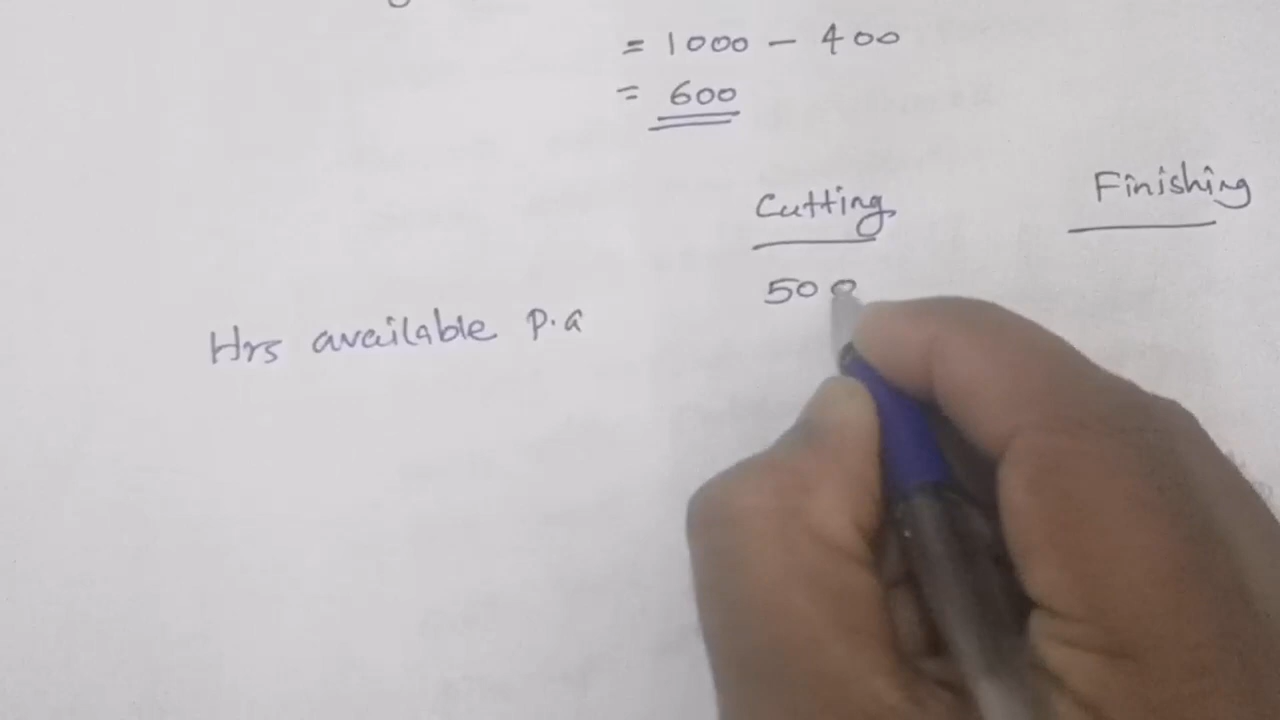 = 1000 - 400
= 600
Cutting Finishing
500
Hrs available p.a